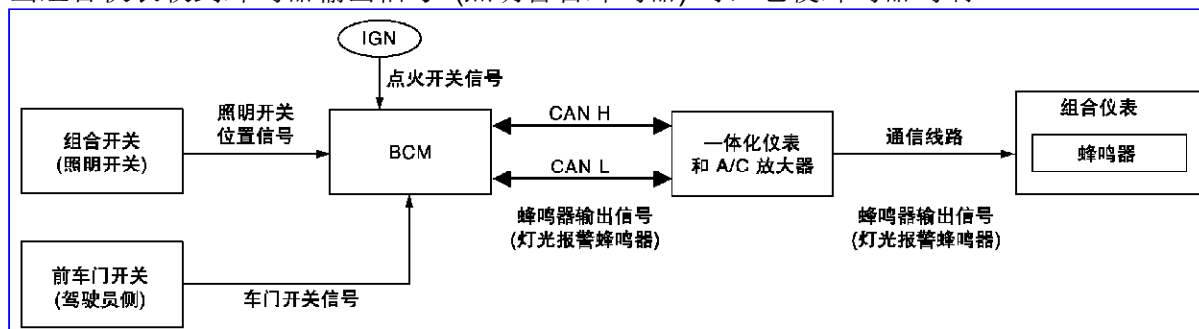 IGN
点火开关信号
照明开关
位置信号
组合开关
(照明开关)
BCM
CAN H
CAN L
一体化仪表
和 A/C 放大器
通信线路
组合仪表
蜂鸣器
蜂鸣器输出信号
(灯光报警蜂鸣器)
蜂鸣器输出信号
(灯光报警蜂鸣器)
前车门开关
(驾驶员侧)
车门开关信号